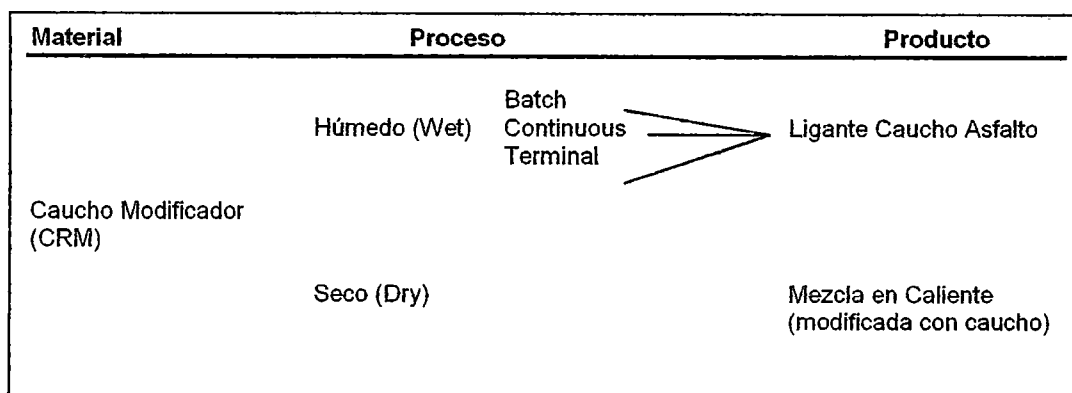 Material Proceso Producto
Batch
Húmedo (Wet) Continuous Ligante Caucho Asfalto
Terminal
Caucho Modificador
(CRM)
Seco (Dry) Mezcla en Caliente
(modificada con caucho)